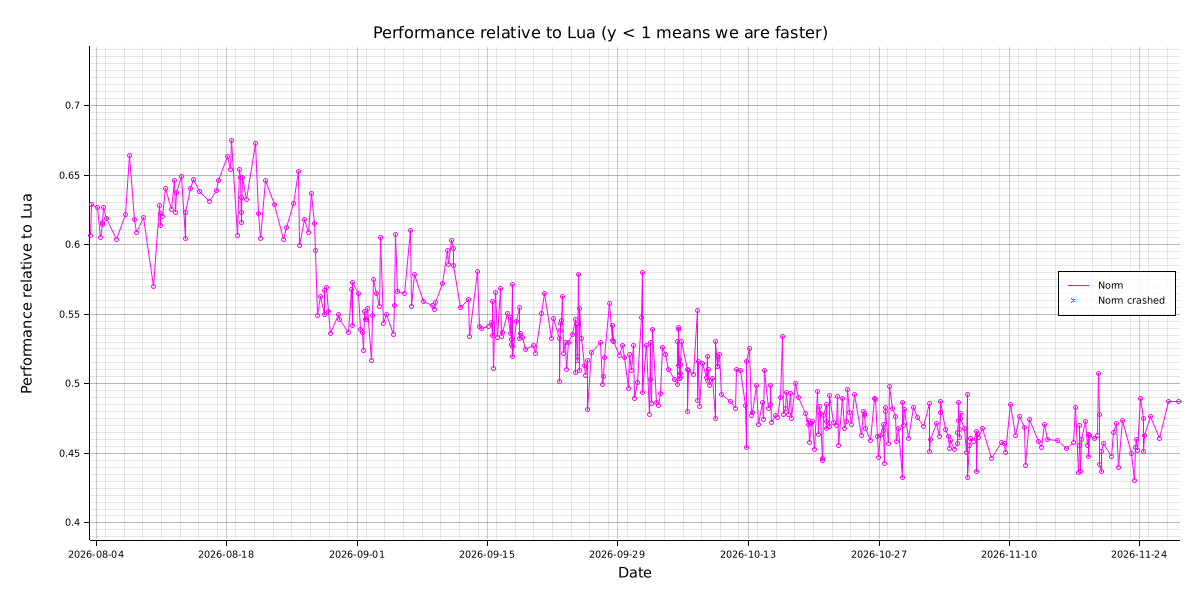 Performance relative to Lua (y < 1 means we are faster)
Performance relative to Lua
0.7
0.65
0.6
0.55
0.5
0.45
0.4
Norm
Norm crashed
2026-08-04 2026-08-18 2026-09-01 2026-09-15 2026-09-29 2026-10-13 2026-10-27 2026-11-10 2026-11-24
Date